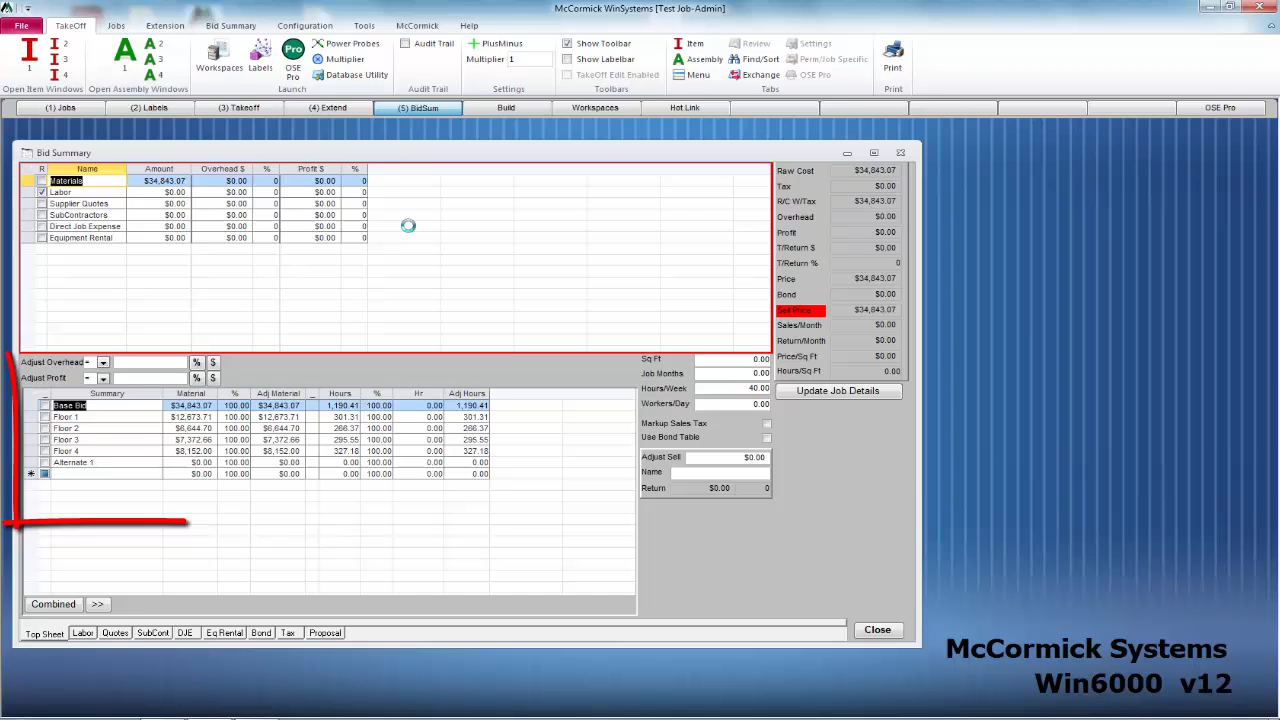 McCormick WinSystems [Test Job-Admin]
File TakeOff Jobs Extension Bid Summary Configuration Tools McCormick Help
I 1 I 2 I 3 I 4
A 1 A 2 A 3 A 4
Workspaces Labels Pro OSE Pro
Power Probes
Multiplier
Database Utility
Audit Trail
PlusMinus
Multiplier 1
Show Toolbar
Show Labelbar
TakeOff Edit Enabled
Item Review Settings
Assembly Find/Sort Perm/Job Specific
Menu Exchange OSE Pro
Print
Open Item Windows Open Assembly Windows Launch Audit Trail Settings Toolbars Tabs Print
(1) Jobs (2) Labels (3) Takeoff (4) Extend (5) BidSum Build Workspaces Hot Link OSE Pro
Bid Summary
R Name Amount Overhead $ % Profit $ %
Materials $34,843.07 $0.00 0 $0.00 0
Labor $0.00 $0.00 0 $0.00 0
Supplier Quotes $0.00 $0.00 0 $0.00 0
SubContractors $0.00 $0.00 0 $0.00 0
Direct Job Expense $0.00 $0.00 0 $0.00 0
Equipment Rental $0.00 $0.00 0 $0.00 0
Raw Cost $34,843.07
Tax $0.00
R/C W/Tax $34,843.07
Overhead $0.00
Profit $0.00
T/Return $ $0.00
T/Return % 0
Price $34,843.07
Bond $0.00
Sell Price $34,843.07
Sales/Month $0.00
Return/Month $0.00
Price/Sq Ft $0.00
Hours/Sq Ft 0.00
Update Job Details
Adjust Overhead = % $
Adjust Profit = % $
Sq Ft 0.00
Job Months 0.00
Hours/Week 40.00
Workers/Day 0.00
Markup Sales Tax
Use Bond Table
Adjust Sell $0.00
Name
Return $0.00 0
_ Summary Material % Adj Material _ Hours % Hr Adj Hours
Base Bid $34,843.07 100.00 $34,843.07 1,190.41 100.00 0.00 1,190.41
Floor 1 $12,673.71 100.00 $12,673.71 301.31 100.00 0.00 301.31
Floor 2 $6,644.70 100.00 $6,644.70 266.37 100.00 0.00 266.37
Floor 3 $7,372.66 100.00 $7,372.66 295.55 100.00 0.00 295.55
Floor 4 $8,152.00 100.00 $8,152.00 327.18 100.00 0.00 327.18
Alternate 1 $0.00 100.00 $0.00 0.00 100.00 0.00 0.00
* $0.00 100.00 $0.00 0.00 100.00 0.00 0.00
Combined >>
Top Sheet Labor Quotes SubCont DJE Eq Rental Bond Tax Proposal
Close
McCormick Systems
Win6000 v12